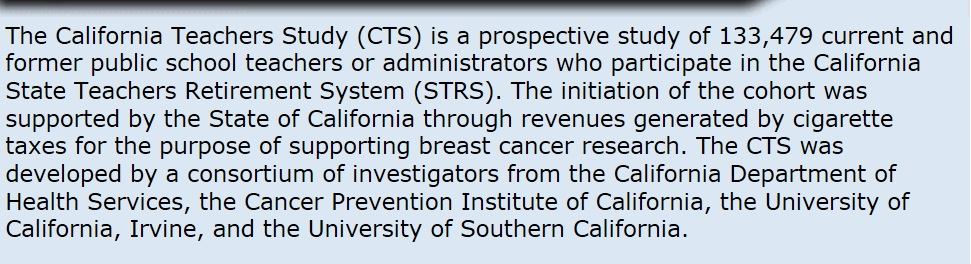 The California Teachers Study (CTS) is a prospective study of 133,479 current and
former public school teachers or administrators who participate in the California
State Teachers Retirement System (STRS). The initiation of the cohort was
supported by the State of California through revenues generated by cigarette
taxes for the purpose of supporting breast cancer research. The CTS was
developed by a consortium of investigators from the California Department of
Health Services, the Cancer Prevention Institute of California, the University of
California, Irvine, and the University of Southern California.